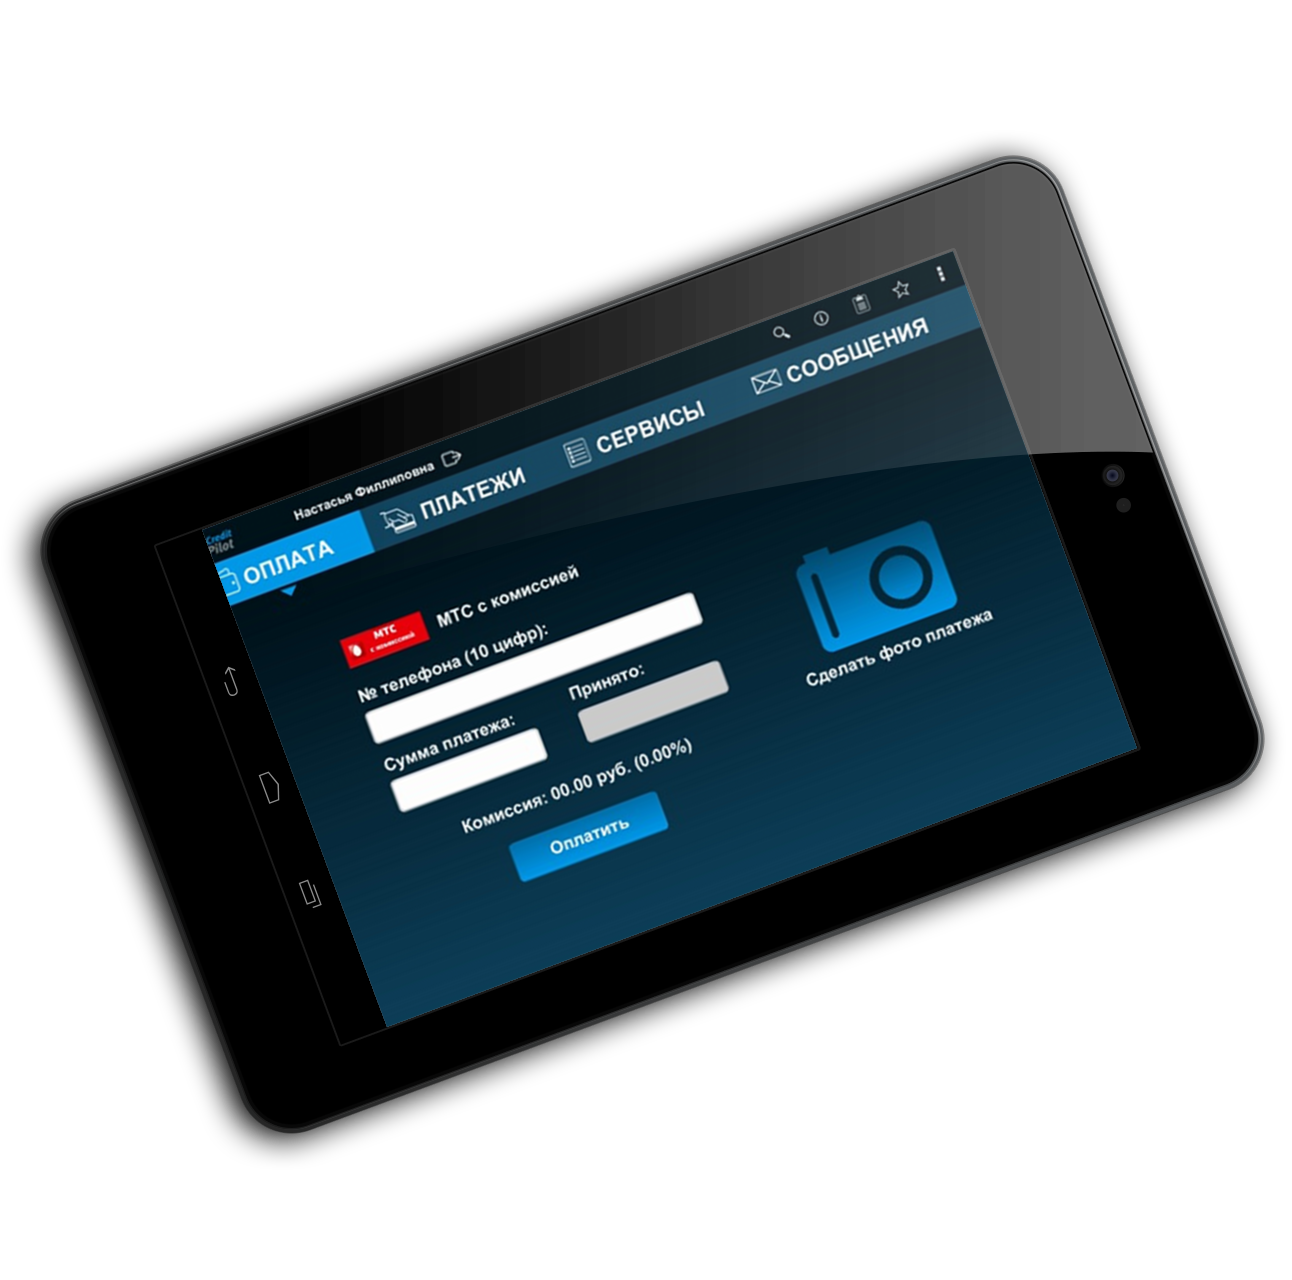 Credit
Pilot
Настасья Филлиповна
ОПЛАТА
ПЛАТЕЖИ
СЕРВИСЫ
СООБЩЕНИЯ
МТС
с комиссией
МТС с комиссией
№ телефона (10 цифр):
Сумма платежа:
Принято:
Комиссия: 00.00 руб. (0.00%)
Оплатить
Сделать фото платежа